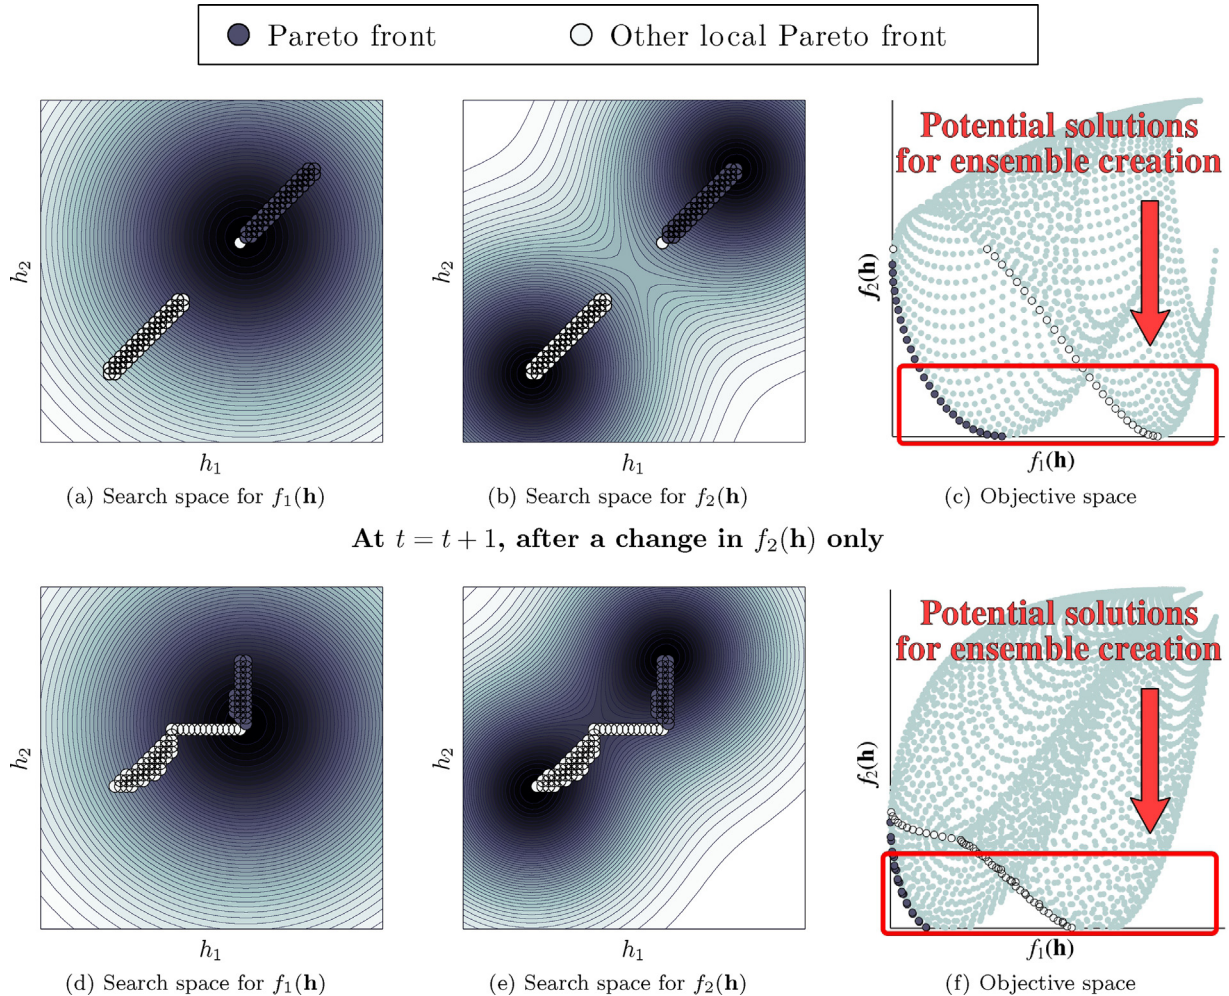 Pareto front Other local Pareto front
Potential solutions
for ensemble creation
h₂ h₂ f₂(h)
h₁ h₁ f₁(h)
(a) Search space for f₁(h) (b) Search space for f₂(h) (c) Objective space
At t = t + 1, after a change in f₂(h) only
Potential solutions
for ensemble creation
h₂ h₂ f₂(h)
h₁ h₁ f₁(h)
(d) Search space for f₁(h) (e) Search space for f₂(h) (f) Objective space